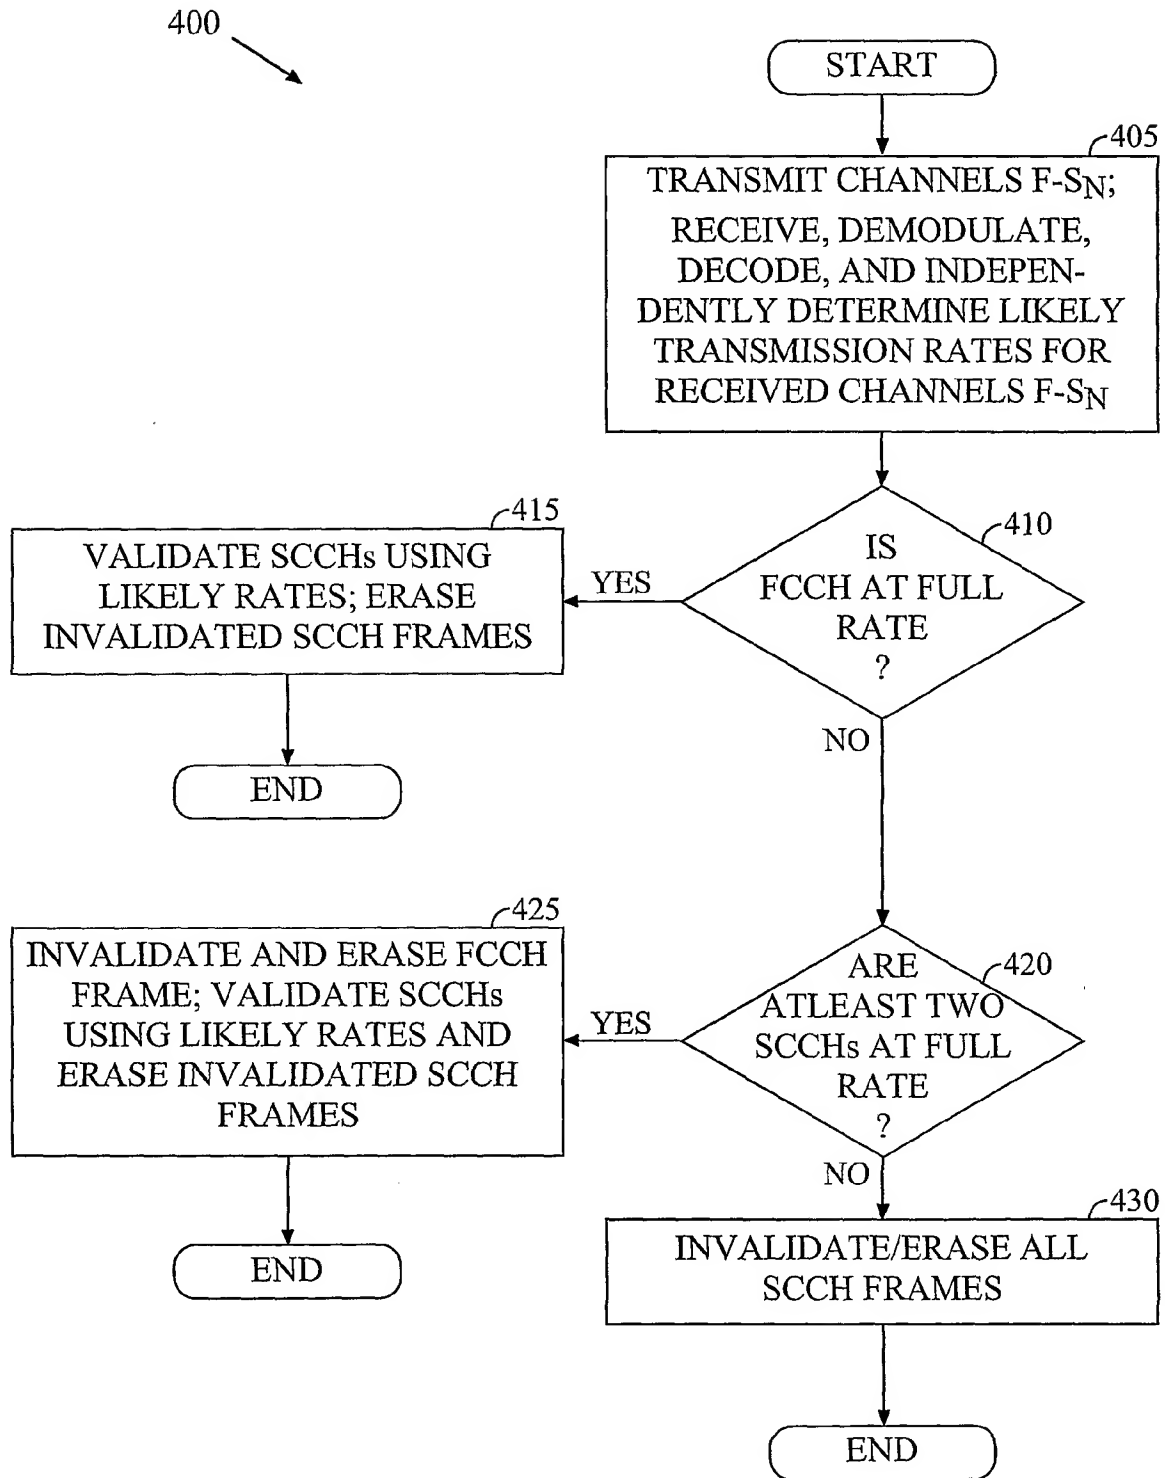 400
START
405
TRANSMIT CHANNELS F-SN;
RECEIVE, DEMODULATE,
DECODE, AND INDEPEN-
DENTLY DETERMINE LIKELY
TRANSMISSION RATES FOR
RECEIVED CHANNELS F-SN
410
IS
FCCH AT FULL
RATE
?
YES
415
VALIDATE SCCHs USING
LIKELY RATES; ERASE
INVALIDATED SCCH FRAMES
END
NO
420
ARE
ATLEAST TWO
SCCHs AT FULL
RATE
?
YES
425
INVALIDATE AND ERASE FCCH
FRAME; VALIDATE SCCHs
USING LIKELY RATES AND
ERASE INVALIDATED SCCH
FRAMES
END
NO
430
INVALIDATE/ERASE ALL
SCCH FRAMES
END